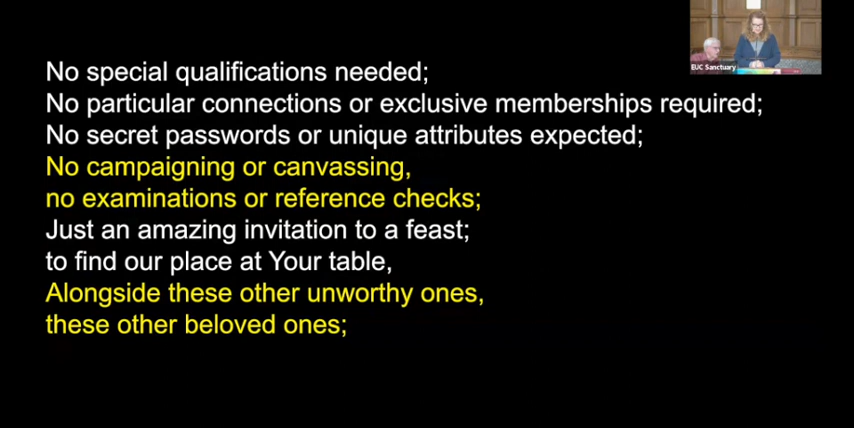 EUC Sanctuary
No special qualifications needed;
No particular connections or exclusive memberships required;
No secret passwords or unique attributes expected;
No campaigning or canvassing,
no examinations or reference checks;
Just an amazing invitation to a feast;
to find our place at Your table,
Alongside these other unworthy ones,
these other beloved ones;